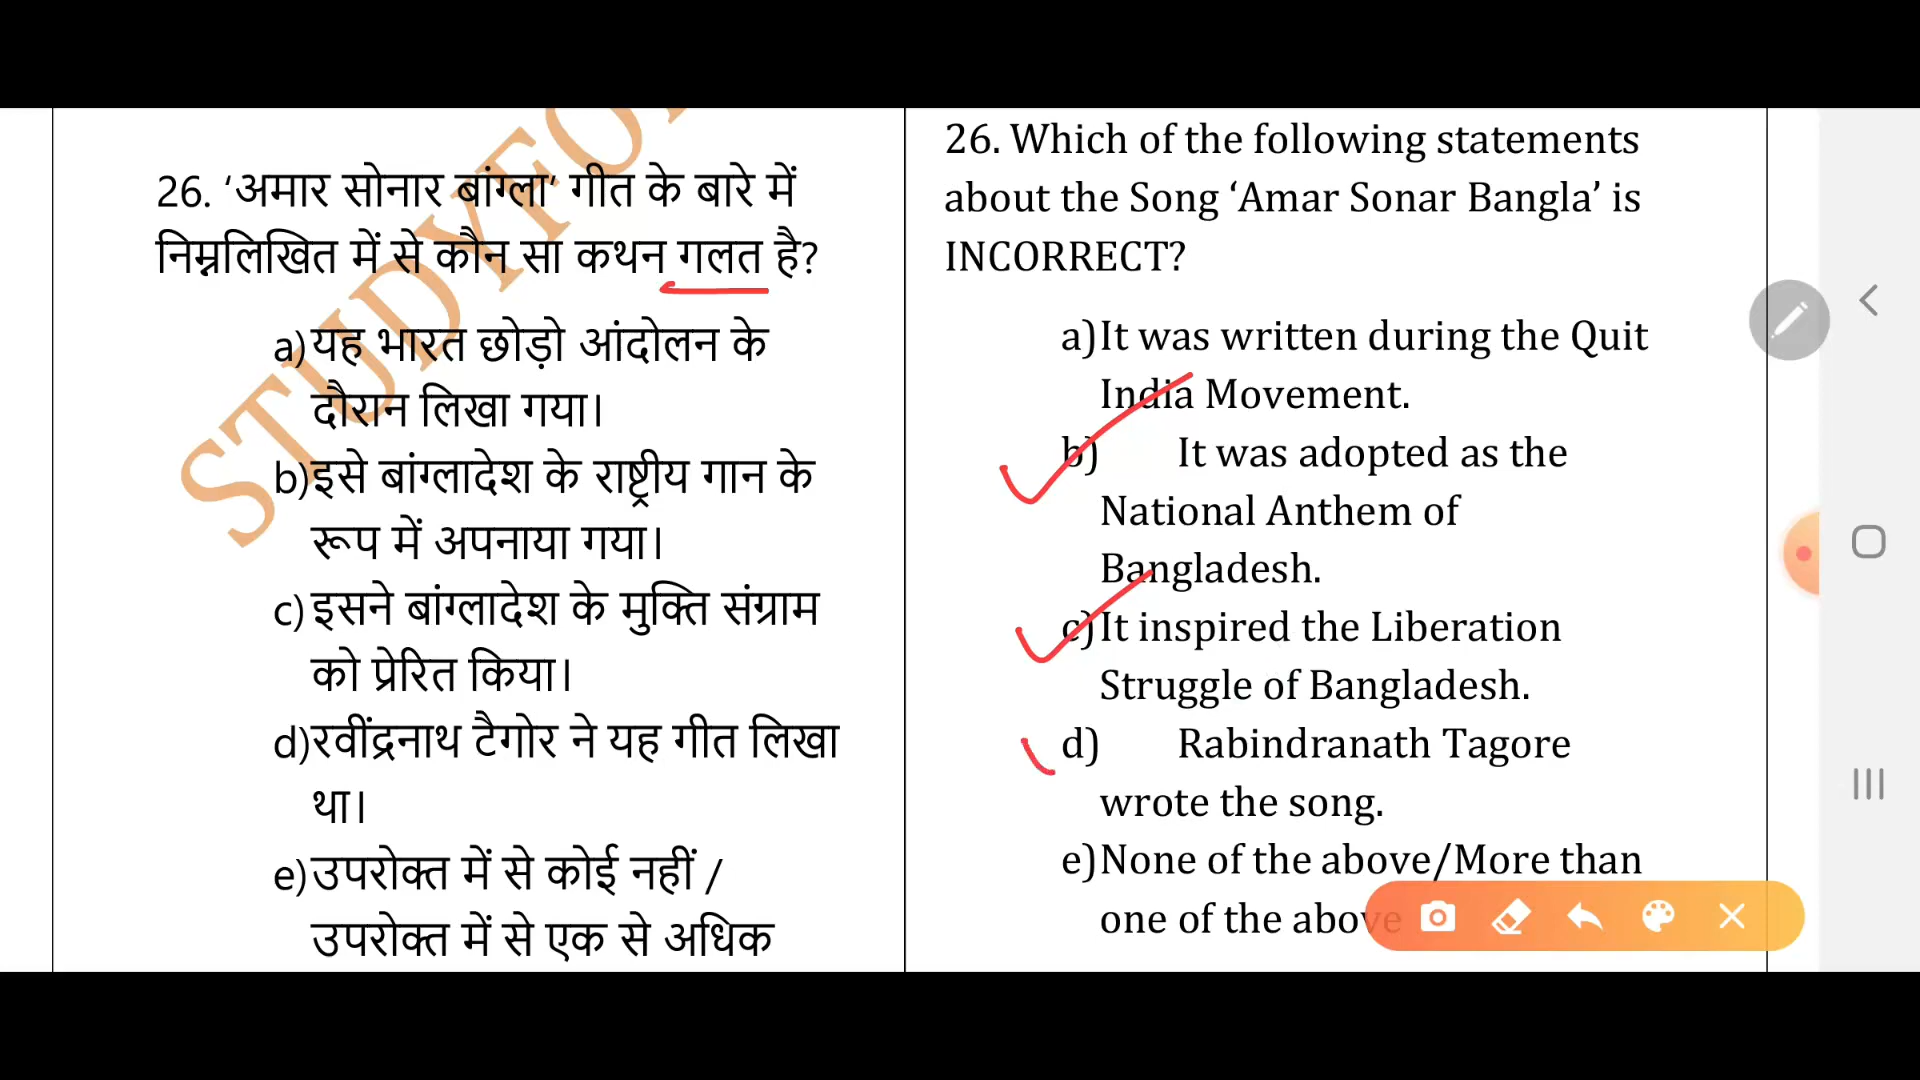 26. ‘अमार सोनार बांग्ला’ गीत के बारे में
निम्नलिखित में से कौन सा कथन गलत है?
a) यह भारत छोड़ो आंदोलन के
दौरान लिखा गया।
b) इसे बांग्लादेश के राष्ट्रीय गान के
रूप में अपनाया गया।
c) इसने बांग्लादेश के मुक्ति संग्राम
को प्रेरित किया।
d) रवींद्रनाथ टैगोर ने यह गीत लिखा
था।
e) उपरोक्त में से कोई नहीं /
उपरोक्त में से एक से अधिक
26. Which of the following statements
about the Song ‘Amar Sonar Bangla’ is
INCORRECT?
a) It was written during the Quit
India Movement.
b) It was adopted as the
National Anthem of
Bangladesh.
c) It inspired the Liberation
Struggle of Bangladesh.
d) Rabindranath Tagore
wrote the song.
e) None of the above/More than
one of the above
STUDYFO